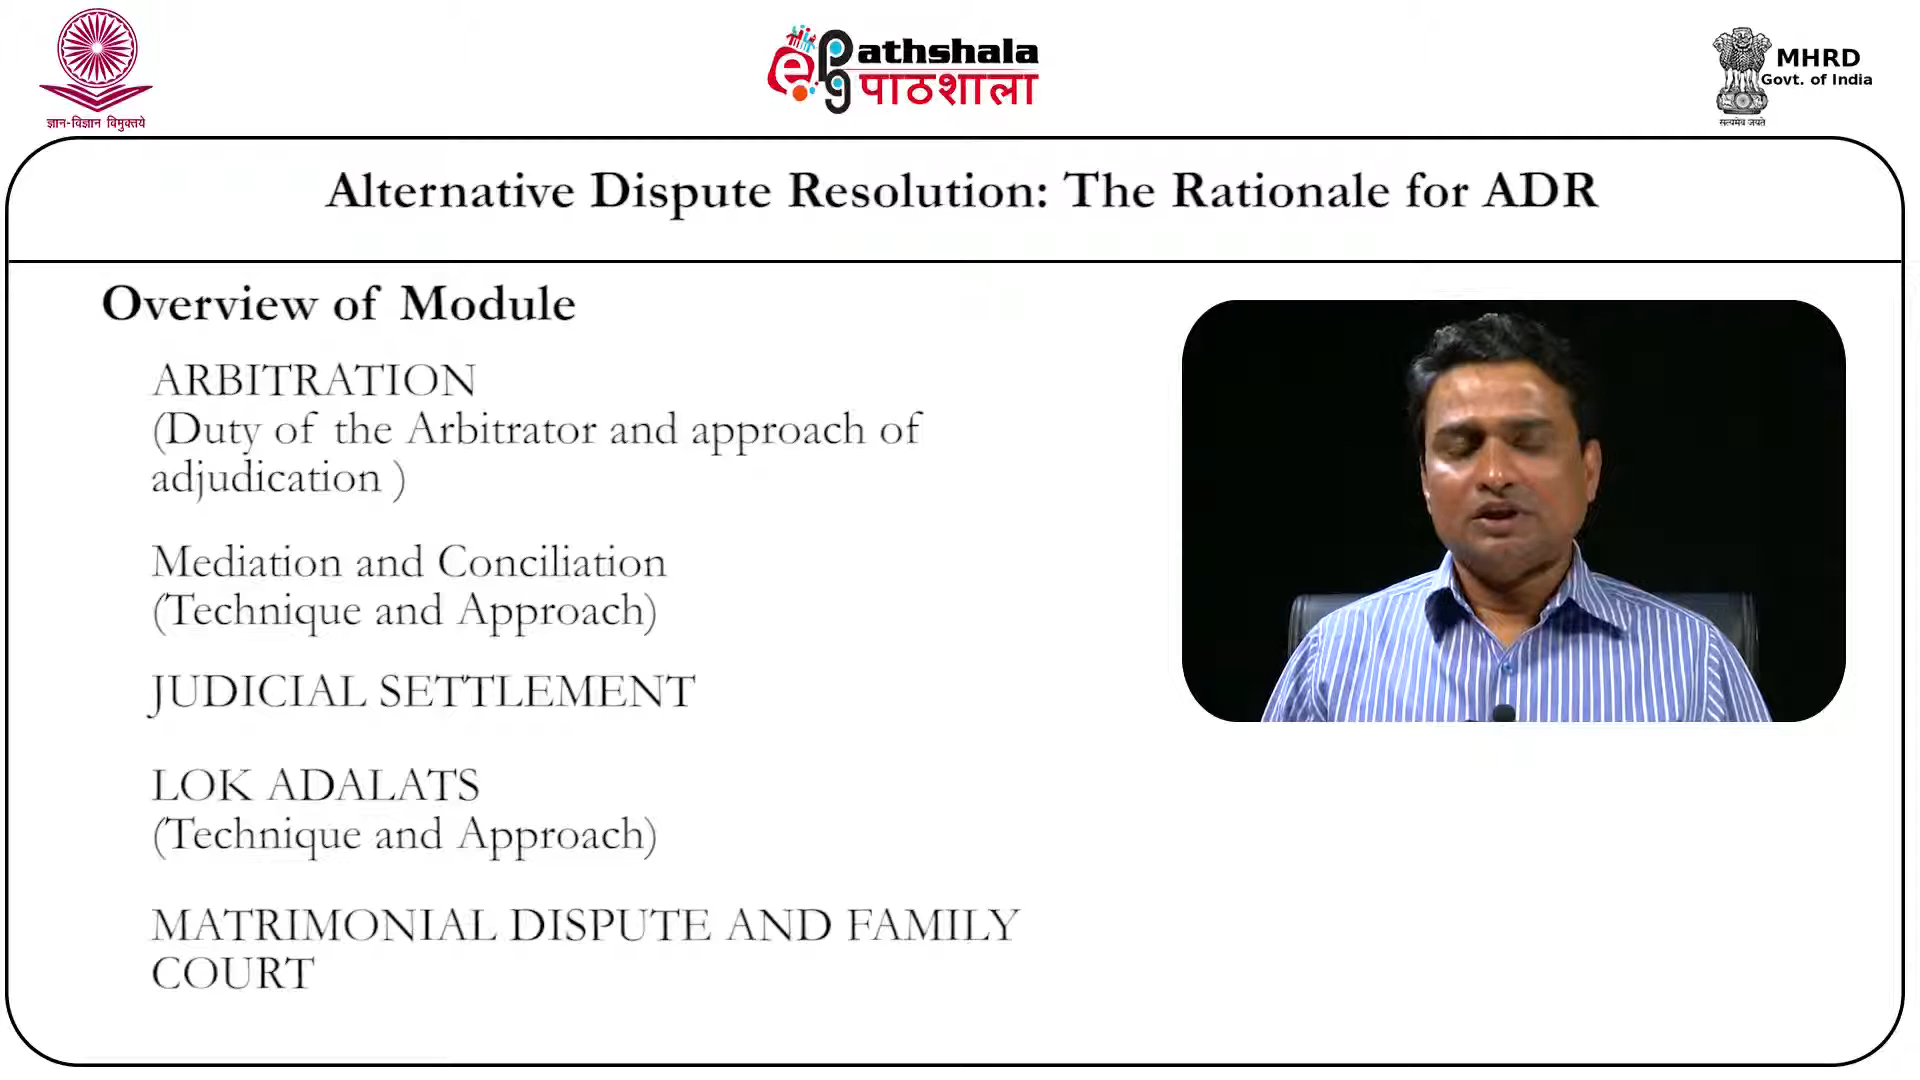 ज्ञान-विज्ञान विमुक्तये
epg
athshala
पाठशाला
MHRD
Govt. of India
सत्यमेव जयते
Alternative Dispute Resolution: The Rationale for ADR
Overview of Module
ARBITRATION
(Duty of the Arbitrator and approach of
adjudication )
Mediation and Conciliation
(Technique and Approach)
JUDICIAL SETTLEMENT
LOK ADALATS
(Technique and Approach)
MATRIMONIAL DISPUTE AND FAMILY
COURT